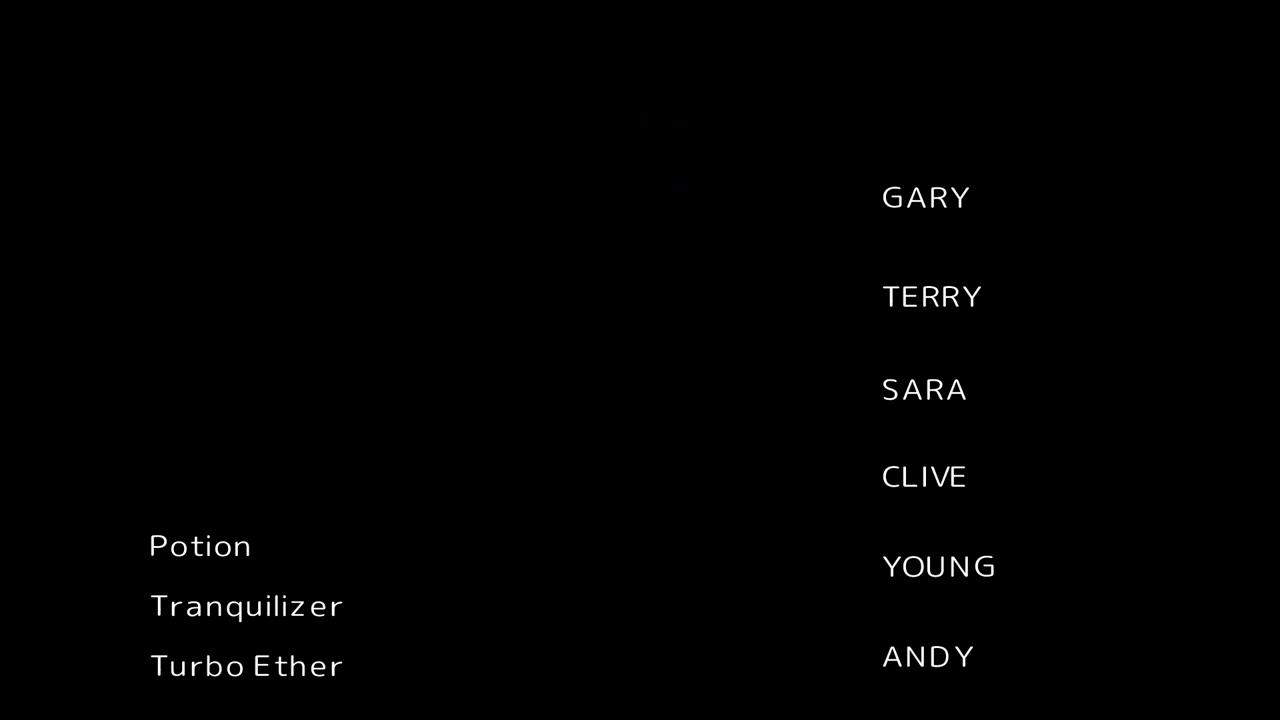 GARY
TERRY
SARA
CLIVE
YOUNG
ANDY
Potion
Tranquilizer
Turbo Ether